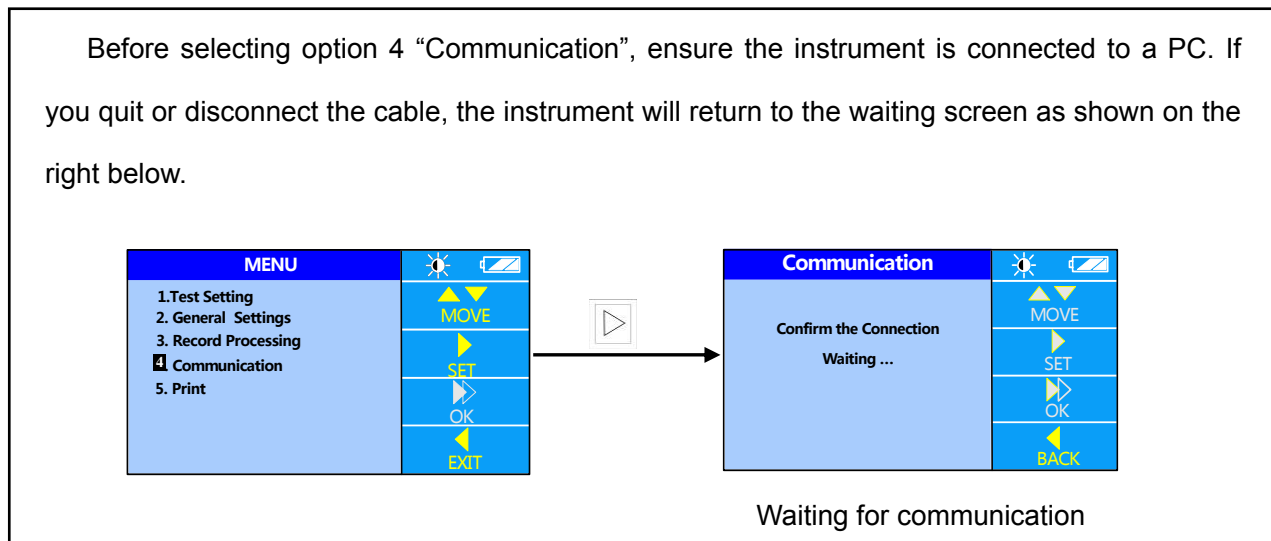 Before selecting option 4 “Communication”, ensure the instrument is connected to a PC. If
you quit or disconnect the cable, the instrument will return to the waiting screen as shown on the
right below.
MENU
1.Test Setting
2. General Settings
3. Record Processing
4. Communication
5. Print
MOVE
SET
OK
EXIT
Communication
Confirm the Connection
Waiting ...
MOVE
SET
OK
BACK
Waiting for communication